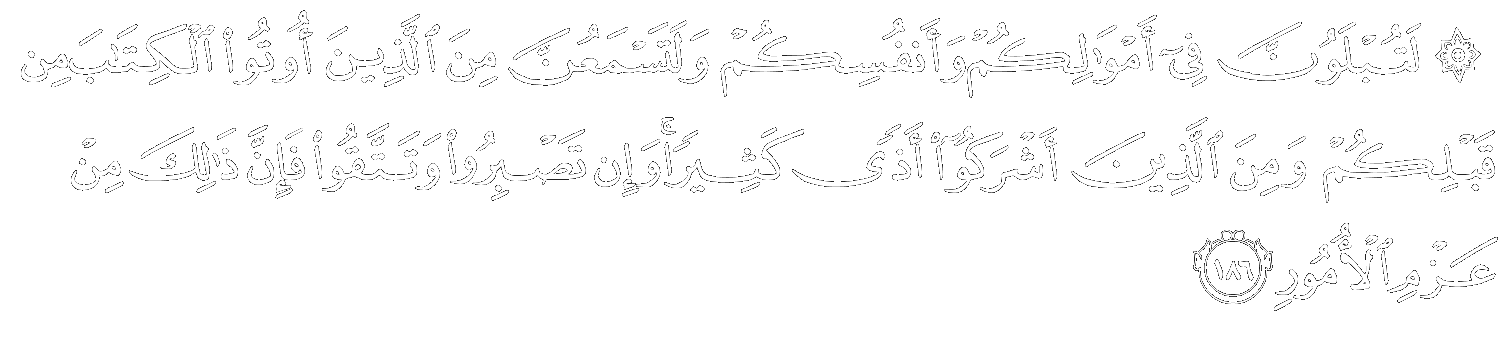 ۞ لَتُبْلَوُنَّ فِىٓ أَمْوَٰلِكُمْ وَأَنفُسِكُمْ وَلَتَسْمَعُنَّ مِنَ ٱلَّذِينَ أُوتُوا۟ ٱلْكِتَٰبَ مِن
قَبْلِكُمْ وَمِنَ ٱلَّذِينَ أَشْرَكُوٓا۟ أَذًى كَثِيرًا ۚ وَإِن تَصْبِرُوا۟ وَتَتَّقُوا۟ فَإِنَّ ذَٰلِكَ مِنْ
عَزْمِ ٱلْأُمُورِ ١٨٦